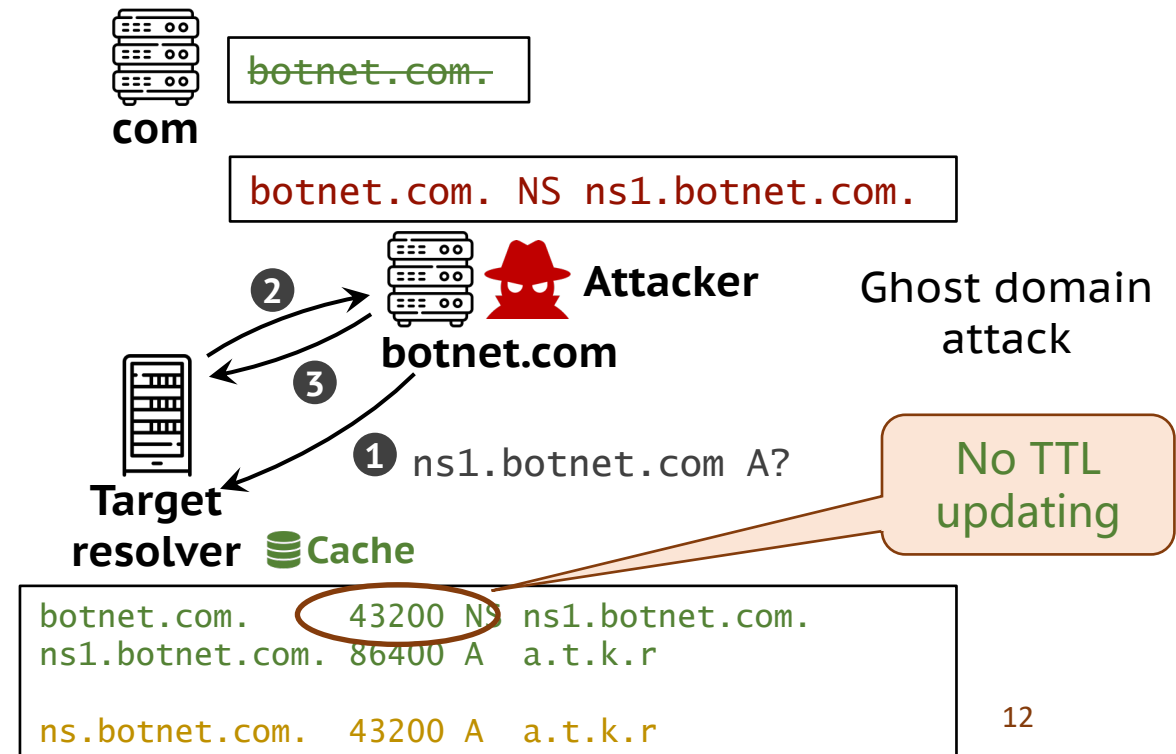 botnet.com.
com
botnet.com. NS ns1.botnet.com.
Attacker
botnet.com
Ghost domain
attack
2
3
1 ns1.botnet.com A?
Target
resolver
Cache
No TTL
updating
botnet.com. 43200 NS ns1.botnet.com.
ns1.botnet.com. 86400 A a.t.k.r
ns.botnet.com. 43200 A a.t.k.r
12